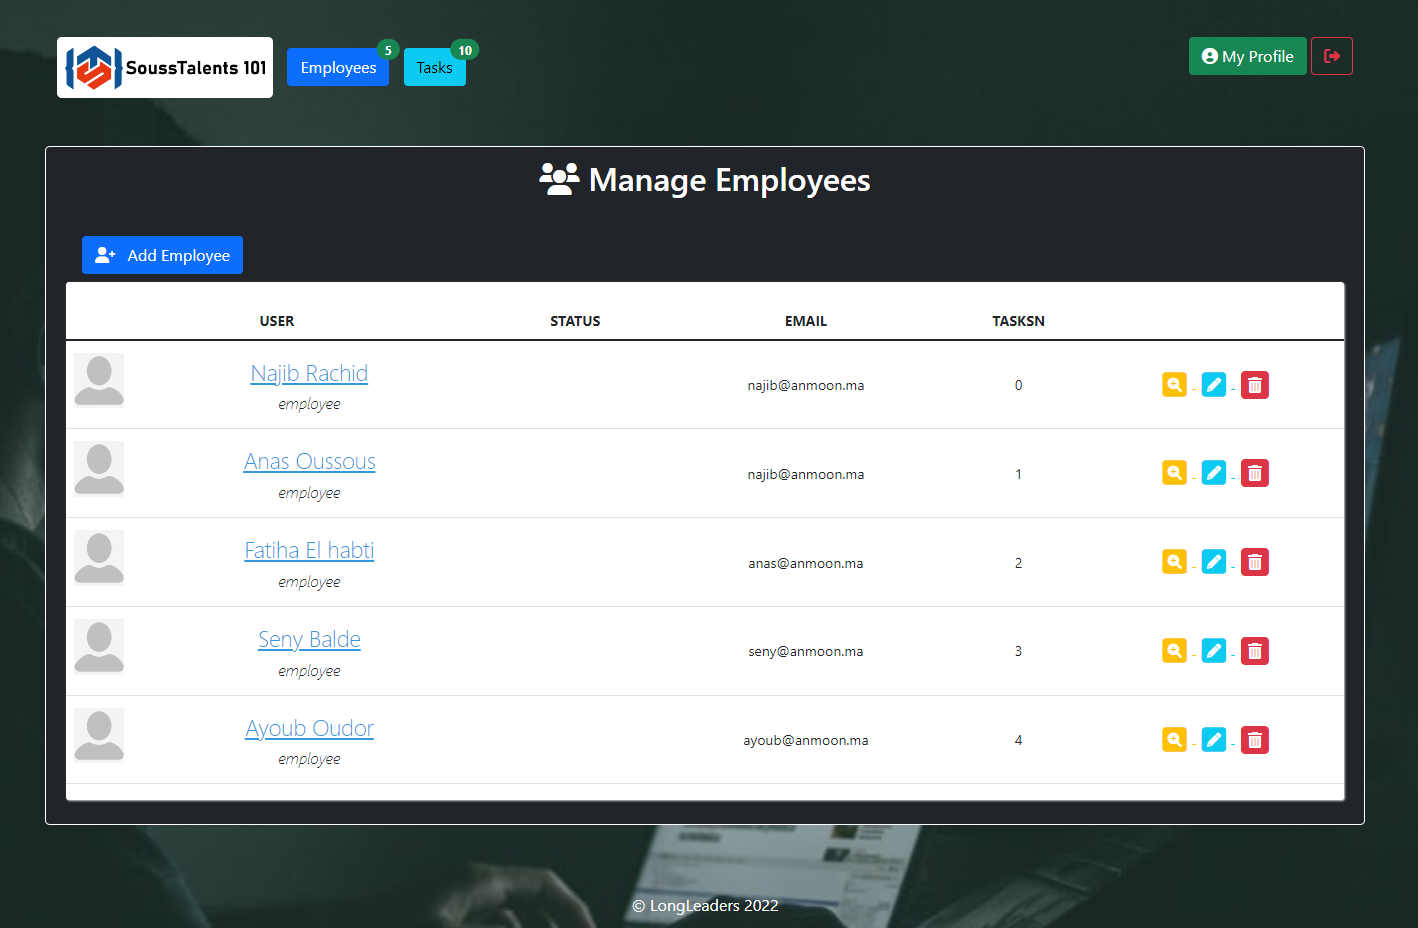 SoussTalents 101
Employees 5
Tasks 10
My Profile
Manage Employees
Add Employee
USER STATUS EMAIL TASKSN
Najib Rachid
employee
najib@anmoon.ma 0
Anas Oussous
employee
najib@anmoon.ma 1
Fatiha El habti
employee
anas@anmoon.ma 2
Seny Balde
employee
seny@anmoon.ma 3
Ayoub Oudor
employee
ayoub@anmoon.ma 4
© LongLeaders 2022